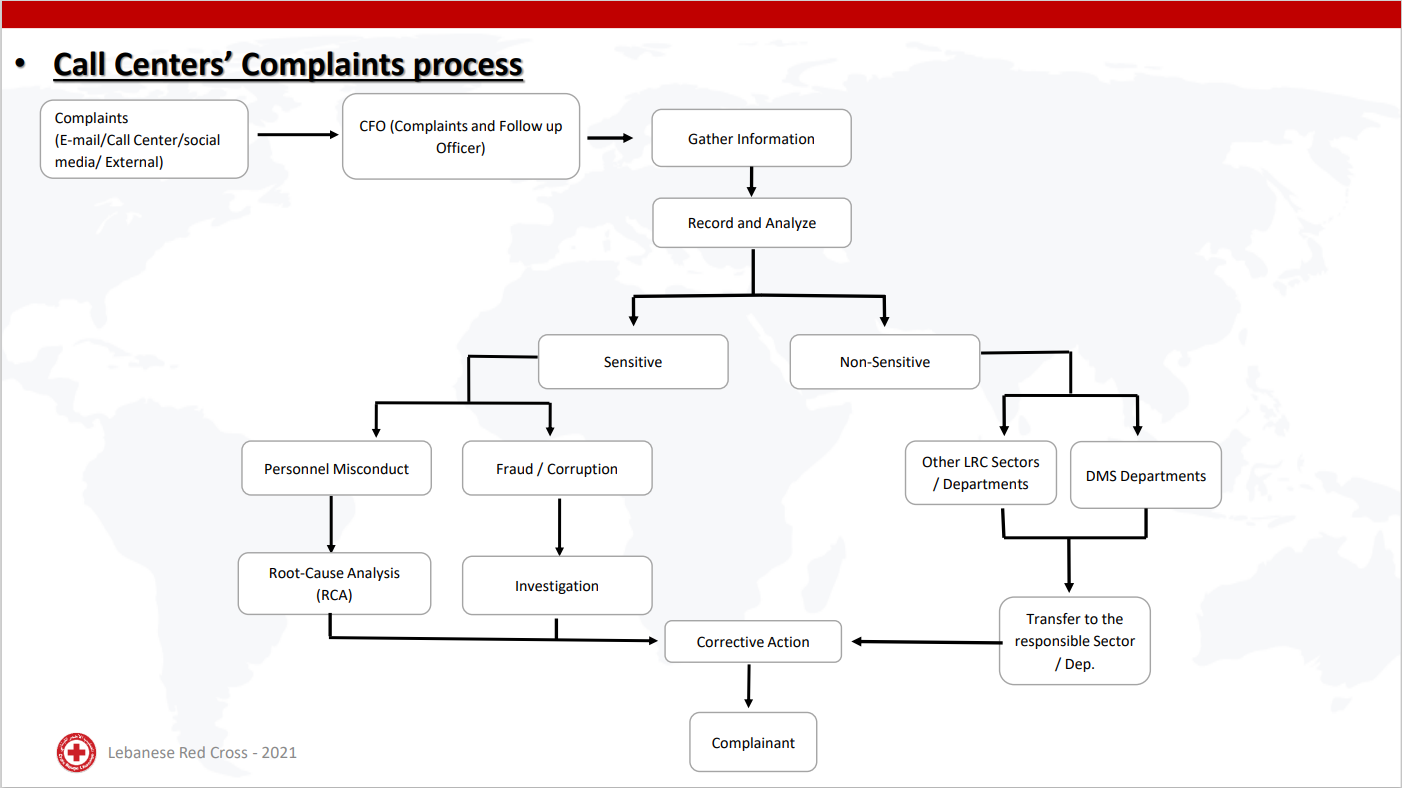 • Call Centers’ Complaints process
Complaints
(E-mail/Call Center/social
media/ External)
CFO (Complaints and Follow up
Officer)
Gather Information
Record and Analyze
Sensitive
Non-Sensitive
Personnel Misconduct
Fraud / Corruption
Other LRC Sectors
/ Departments
DMS Departments
Root-Cause Analysis
(RCA)
Investigation
Transfer to the
responsible Sector
/ Dep.
Corrective Action
Complainant
Lebanese Red Cross - 2021